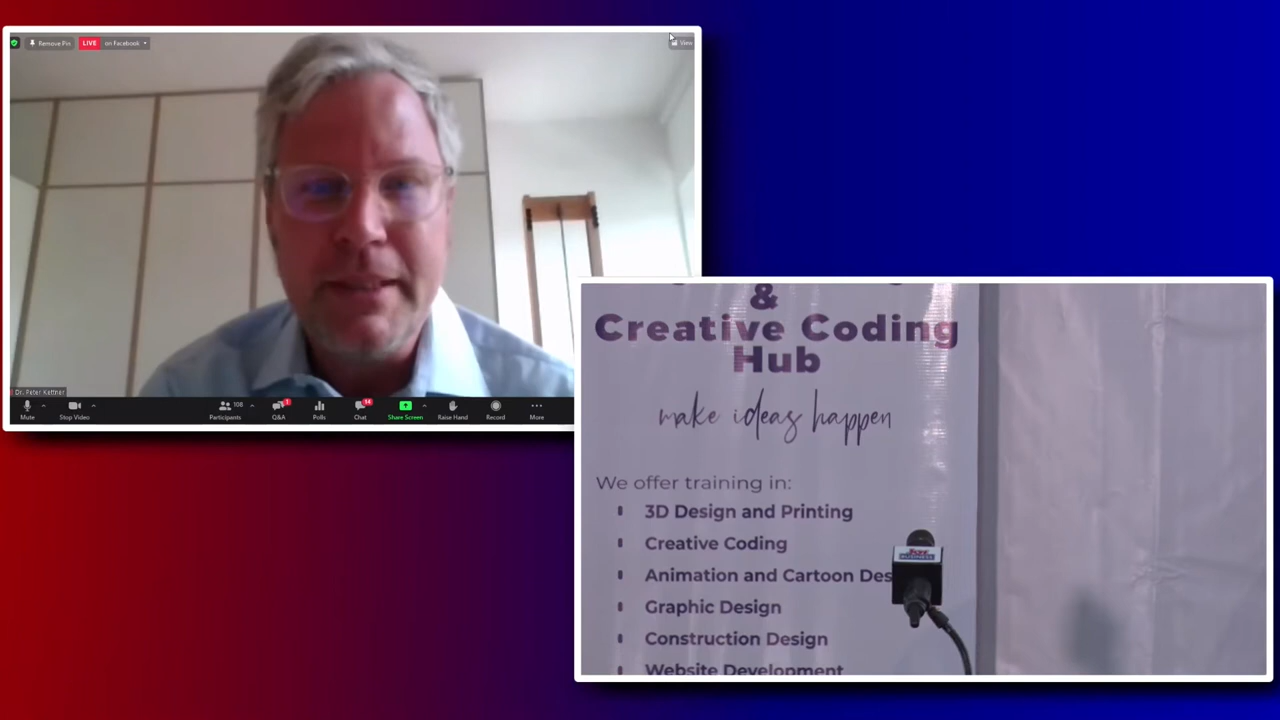 Remove Pin
LIVE
on Facebook
View
Dr. Peter Kettner
Mute
Stop Video
108
Participants
1
Q&A
Polls
Chat
Share Screen
Raise Hand
Record
More
&
Creative Coding
Hub
make ideas happen
We offer training in:
3D Design and Printing
Creative Coding
Animation and Cartoon Des
Graphic Design
Construction Design
Website Development